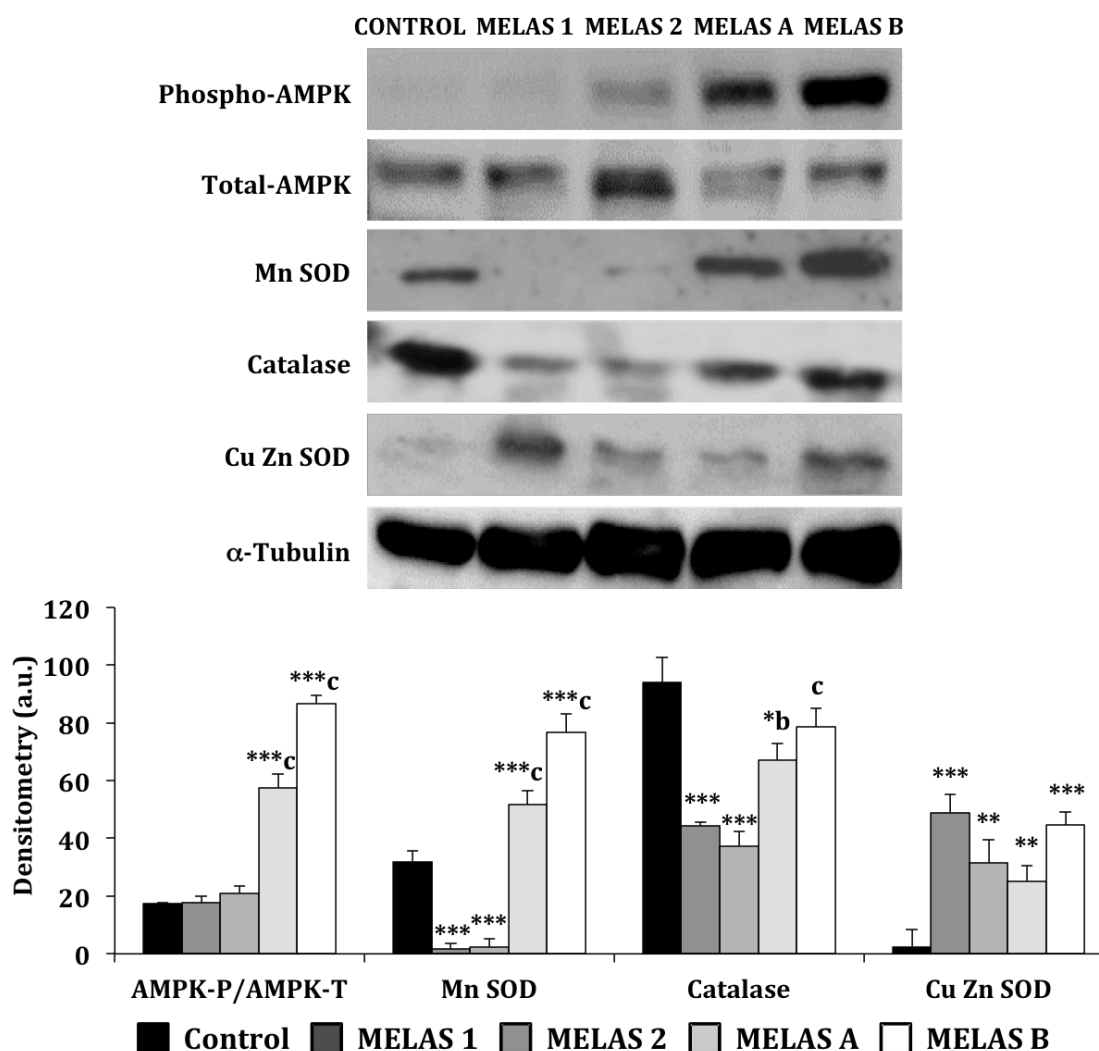 CONTROL MELAS 1 MELAS 2 MELAS A MELAS B
Phospho-AMPK
Total-AMPK
Mn SOD
Catalase
Cu Zn SOD
α-Tubulin
Densitometry (a.u.)
120
100
80
60
40
20
0
***c
***c
***
***
***c
***c
***
***
*b
c
***
**
**
***
AMPK-P/AMPK-T Mn SOD Catalase Cu Zn SOD
Control MELAS 1 MELAS 2 MELAS A MELAS B